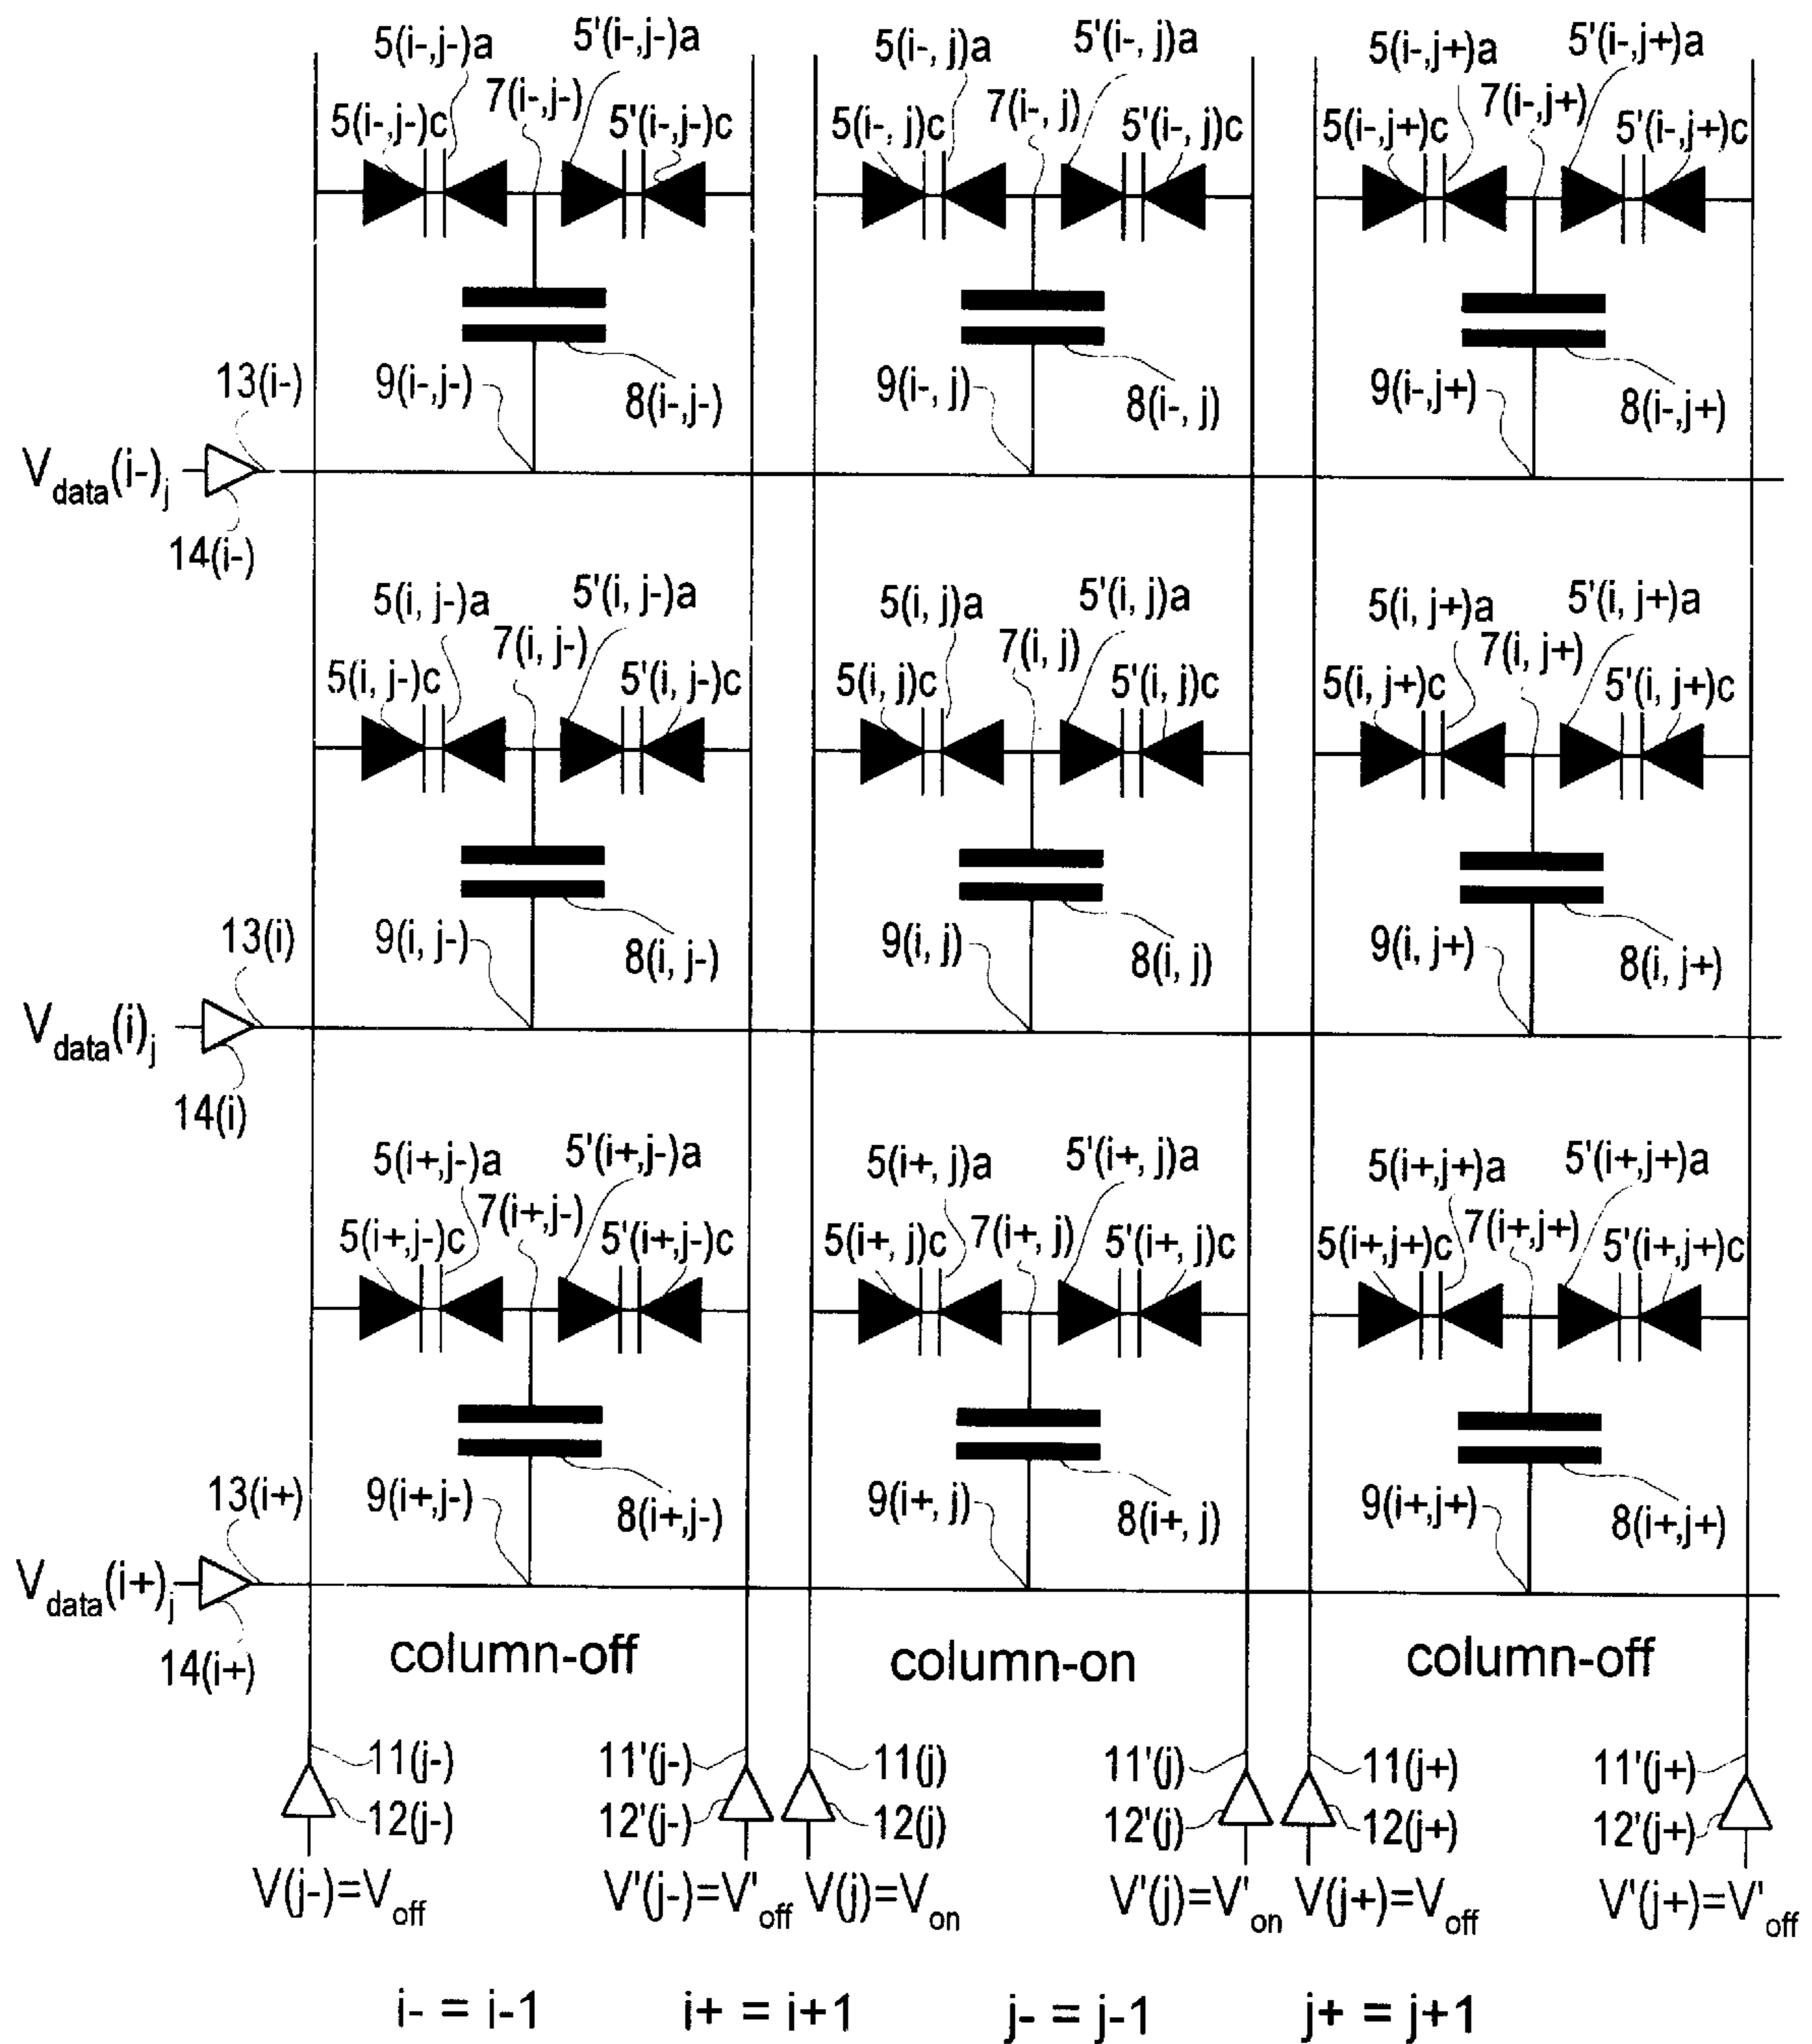 5(i-,j-)a 5'(i-,j-)a 5(i-, j)a 5'(i-, j)a 5(i-,j+)a 5'(i-,j+)a
7(i-,j-) 7(i-, j) 7(i-,j+)
5(i-,j-)c 5'(i-,j-)c 5(i-, j)c 5'(i-, j)c 5(i-,j+)c 5'(i-,j+)c
13(i-) 9(i-,j-) 8(i-,j-) 9(i-, j) 8(i-, j) 9(i-,j+) 8(i-,j+)
Vdata(i-)j
14(i-)
5(i, j-)a 5'(i, j-)a 5(i, j)a 5'(i, j)a 5(i, j+)a 5'(i, j+)a
7(i, j-) 7(i, j) 7(i, j+)
5(i, j-)c 5'(i, j-)c 5(i, j)c 5'(i, j)c 5(i, j+)c 5'(i, j+)c
13(i) 9(i, j-) 8(i, j-) 9(i, j) 8(i, j) 9(i, j+) 8(i, j+)
Vdata(i)j
14(i)
5(i+,j-)a 5'(i+,j-)a 5(i+, j)a 5'(i+, j)a 5(i+,j+)a 5'(i+,j+)a
7(i+,j-) 7(i+, j) 7(i+,j+)
5(i+,j-)c 5'(i+,j-)c 5(i+, j)c 5'(i+, j)c 5(i+,j+)c 5'(i+,j+)c
13(i+) 9(i+,j-) 8(i+,j-) 9(i+, j) 8(i+, j) 9(i+,j+) 8(i+,j+)
Vdata(i+)j
14(i+) column-off column-on column-off
11(j-) 11'(j-) 11(j) 11'(j) 11(j+) 11'(j+)
12(j-) 12'(j-) 12(j) 12'(j) 12(j+) 12'(j+)
V(j-)=Voff V'(j-)=V'off V(j)=Von V'(j)=V'on V(j+)=Voff V'(j+)=V'off
i- = i-1 i+ = i+1 j- = j-1 j+ = j+1